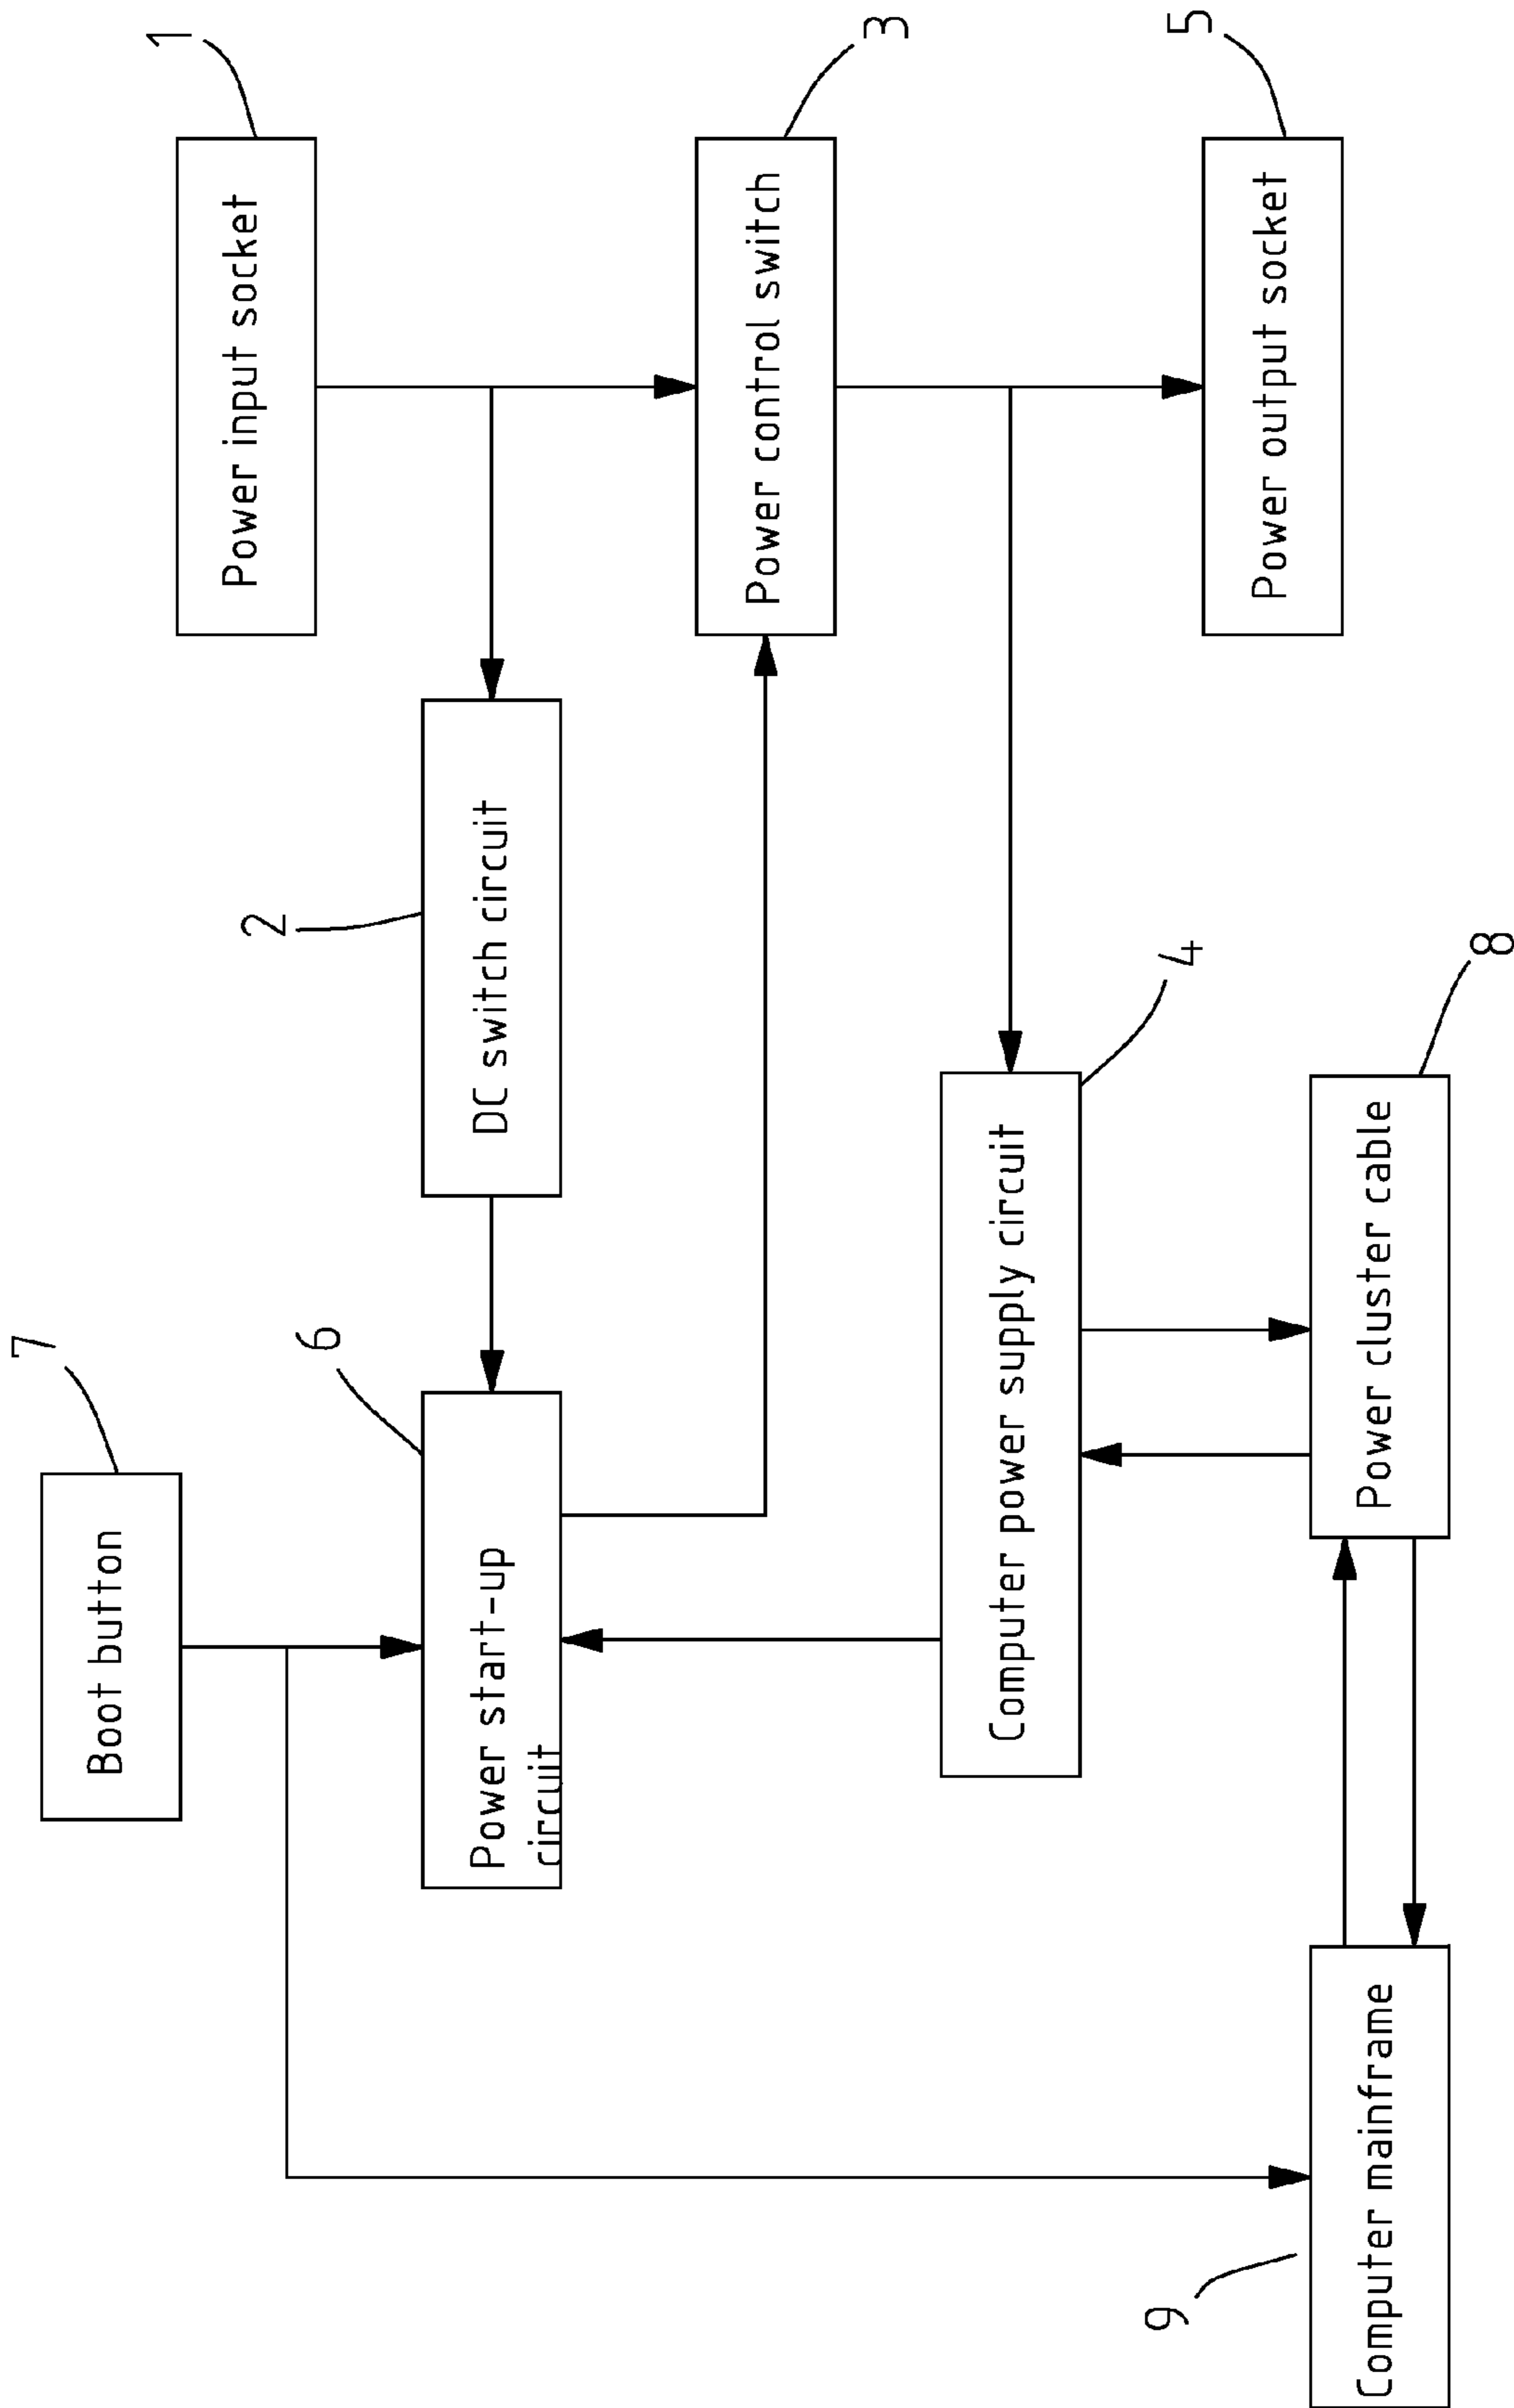 1
Power input socket
3
Power control switch
5
Power output socket
2
DC switch circuit
4
Computer power supply circuit
8
Power cluster cable
7
Boot button
6
Power start-up
circuit
9
Computer mainframe